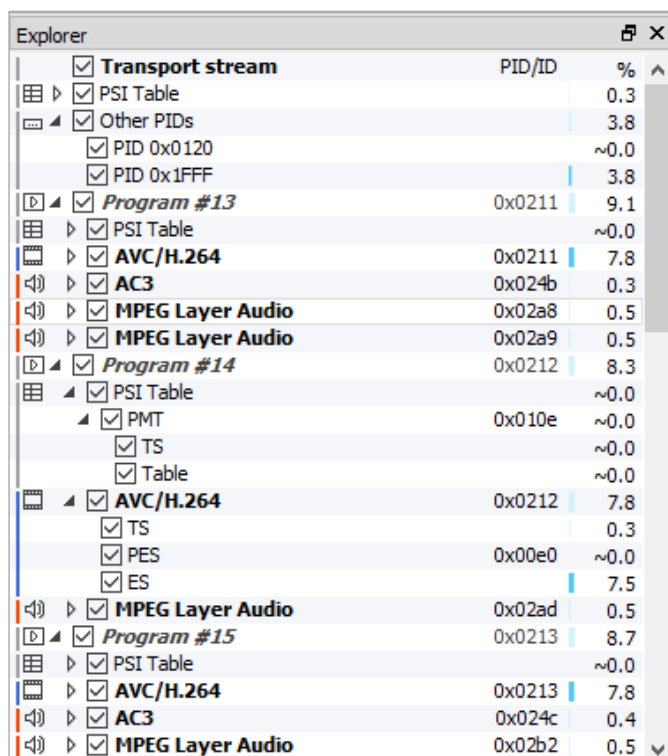 Explorer
Transport stream PID/ID %
PSI Table 0.3
Other PIDs 3.8
PID 0x0120 ~0.0
PID 0x1FFF 3.8
Program #13 0x0211 9.1
PSI Table ~0.0
AVC/H.264 0x0211 7.8
AC3 0x024b 0.3
MPEG Layer Audio 0x02a8 0.5
MPEG Layer Audio 0x02a9 0.5
Program #14 0x0212 8.3
PSI Table ~0.0
PMT 0x010e ~0.0
TS ~0.0
Table ~0.0
AVC/H.264 0x0212 7.8
TS 0.3
PES 0x00e0 ~0.0
ES 7.5
MPEG Layer Audio 0x02ad 0.5
Program #15 0x0213 8.7
PSI Table ~0.0
AVC/H.264 0x0213 7.8
AC3 0x024c 0.4
MPEG Layer Audio 0x02b2 0.5